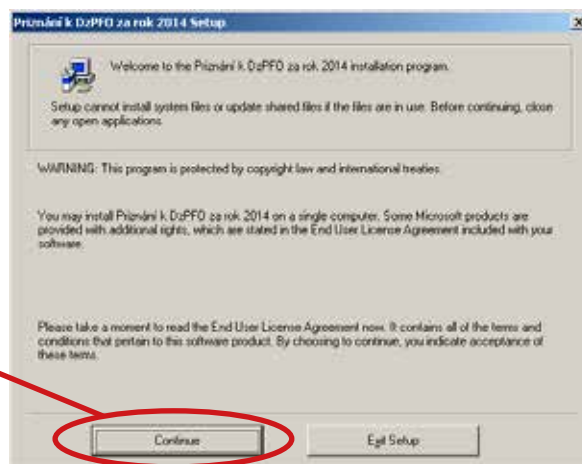 Priznání k DzPFO za rok 2014 Setup
Welcome to the Priznání k DzPFO za rok 2014 installation program.
Setup cannot install system files or update shared files if the files are in use. Before continuing, close
any open applications.
WARNING: This program is protected by copyright law and international treaties.
You may install Priznání k DzPFO za rok 2014 on a single computer. Some Microsoft products are
provided with additional rights, which are stated in the End User License Agreement included with your
software.
Please take a moment to read the End User License Agreement now. It contains all of the terms and
conditions that pertain to this software product. By choosing to continue, you indicate acceptance of
these terms.
Continue
Exit Setup